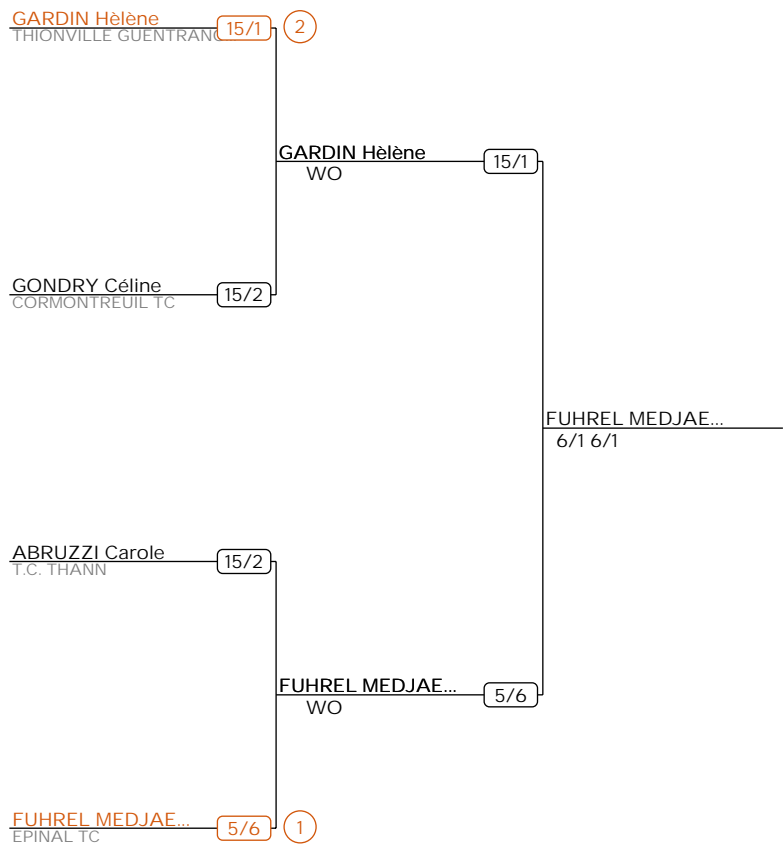 GARDIN Hèlène
15/1
2
THIONVILLE GUENTRANG
GARDIN Hèlène
15/1
WO
GONDRY Céline
15/2
CORMONTREUIL TC
FUHREL MEDJAE...
6/1 6/1
ABRUZZI Carole
15/2
T.C. THANN
FUHREL MEDJAE...
5/6
WO
FUHREL MEDJAE...
5/6
1
EPINAL TC